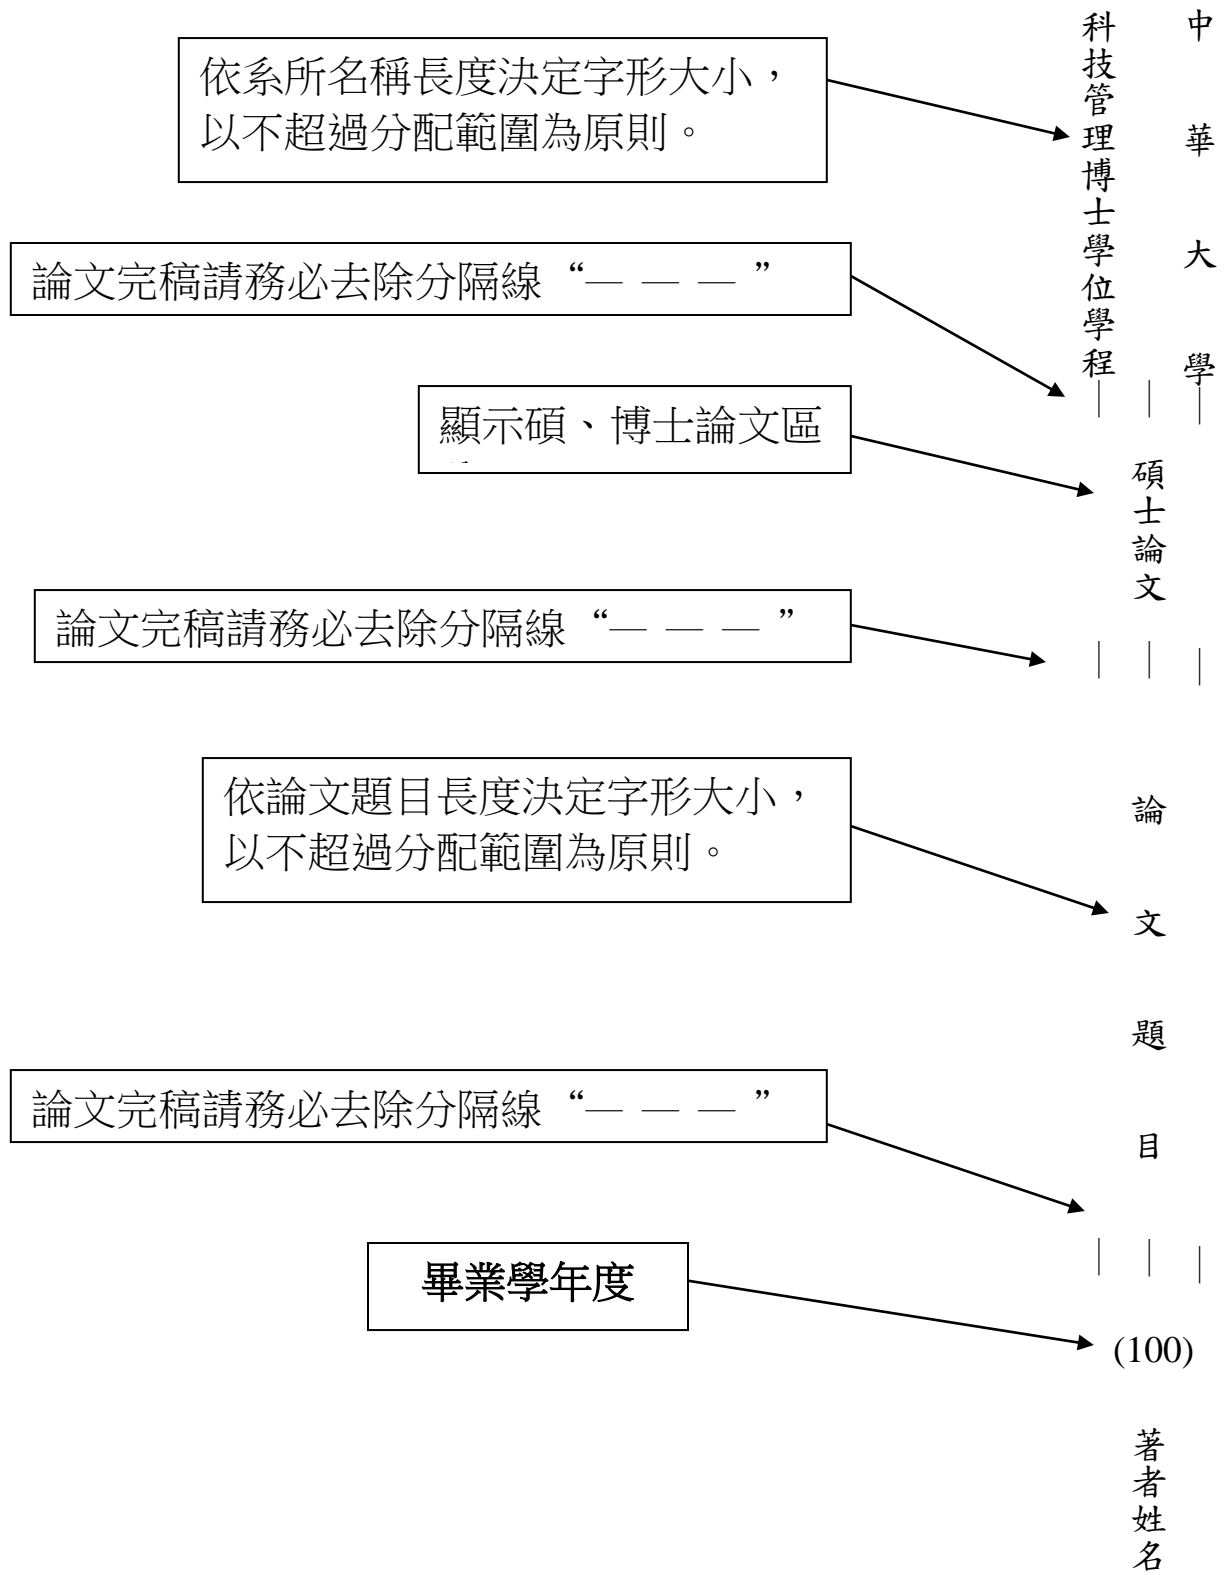 中華大學
科技管理博士學位學程
依系所名稱長度決定字形大小，
以不超過分配範圍為原則。
論文完稿請務必去除分隔線“— — —”
｜ ｜ ｜
顯示碩、博士論文區
碩士論文
論文完稿請務必去除分隔線“— — —”
｜ ｜ ｜
依論文題目長度決定字形大小，
以不超過分配範圍為原則。
論文題目
論文完稿請務必去除分隔線“— — —”
｜ ｜ ｜
畢業學年度
(100)
著者姓名